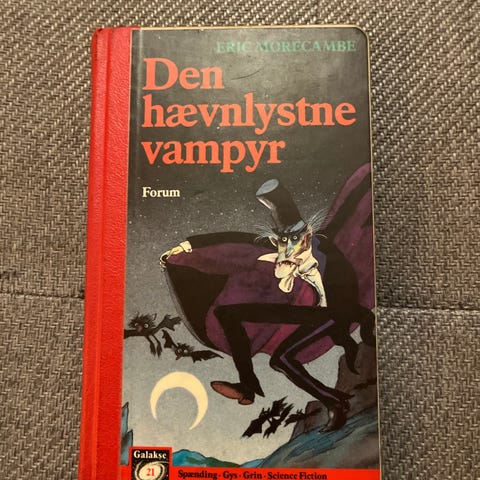 ERIC MORECAMBE
Den
hævnlystne
vampyr
Forum
Galakse
21
Spænding · Gys · Grin · Science Fiction